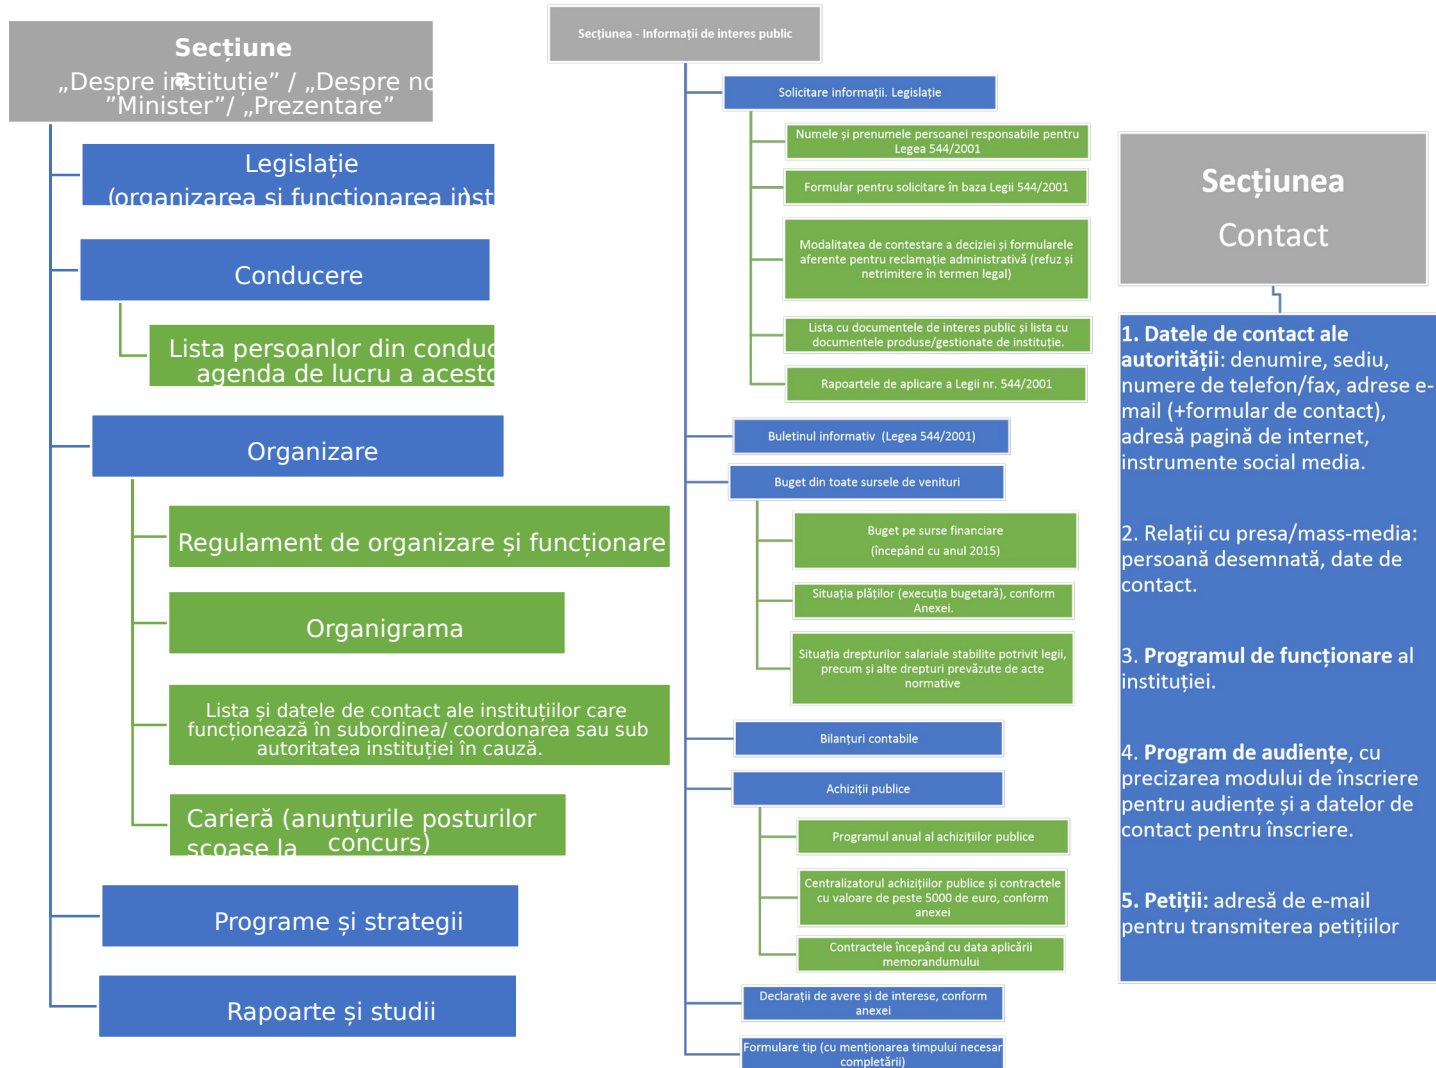 Secțiune
a
„Despre instituție” / „Despre no
”Minister”/ „Prezentare”
Legislație
(organizarea și funcționarea inst)
Conducere
Lista persoanlor din conduc
agenda de lucru a acesto
Organizare
Regulament de organizare și funcționare
Organigrama
Lista și datele de contact ale instituțiilor care
funcționează în subordinea/ coordonarea sau sub
autoritatea instituției în cauză.
Carieră (anunțurile posturilor
scoase la concurs)
Programe și strategii
Rapoarte și studii
Secțiunea - Informații de interes public
Solicitare informații. Legislație
Numele și prenumele persoanei responsabile pentru
Legea 544/2001
Formular pentru solicitare în baza Legii 544/2001
Modalitatea de contestare a deciziei și formularele
aferente pentru reclamație administrativă (refuz și
netrimitere în termen legal)
Lista cu documentele de interes public și lista cu
documentele produse/gestionate de instituție.
Rapoartele de aplicare a Legii nr. 544/2001
Buletinul informativ (Legea 544/2001)
Buget din toate sursele de venituri
Buget pe surse financiare
(începând cu anul 2015)
Situația plăților (execuția bugetară), conform
Anexei.
Situația drepturilor salariale stabilite potrivit legii,
precum și alte drepturi prevăzute de acte
normative
Bilanțuri contabile
Achiziții publice
Programul anual al achizițiilor publice
Centralizatorul achizițiilor publice și contractele
cu valoare de peste 5000 de euro, conform
anexei
Contractele începând cu data aplicării
memorandumului
Declarații de avere și de interese, conform
anexei
Formulare tip (cu menționarea timpului necesar
completării)
Secțiunea
Contact
1. Datele de contact ale
autorității: denumire, sediu,
numere de telefon/fax, adrese e-
mail (+formular de contact),
adresă pagină de internet,
instrumente social media.
2. Relații cu presa/mass-media:
persoană desemnată, date de
contact.
3. Programul de funcționare al
instituției.
4. Program de audiențe, cu
precizarea modului de înscriere
pentru audiențe și a datelor de
contact pentru înscriere.
5. Petiții: adresă de e-mail
pentru transmiterea petițiilor